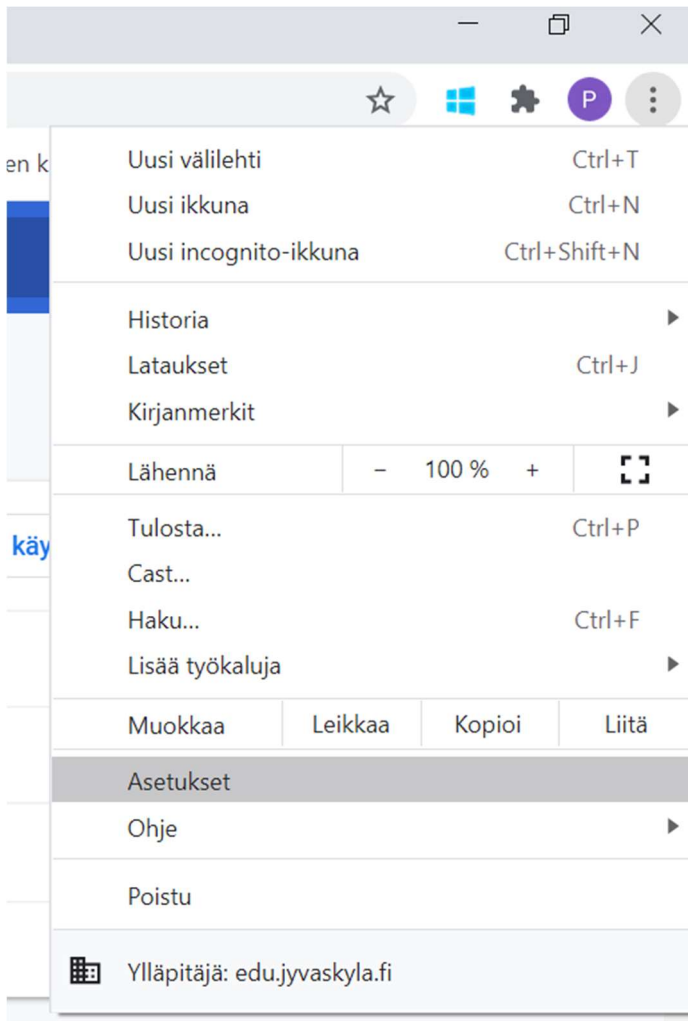 P
en k
Uusi välilehti Ctrl+T
Uusi ikkuna Ctrl+N
Uusi incognito-ikkuna Ctrl+Shift+N
Historia
Lataukset Ctrl+J
Kirjanmerkit
Lähennä - 100 % +
Tulosta... Ctrl+P
käy
Cast...
Haku... Ctrl+F
Lisää työkaluja
Muokkaa Leikkaa Kopioi Liitä
Asetukset
Ohje
Poistu
Ylläpitäjä: edu.jyvaskyla.fi